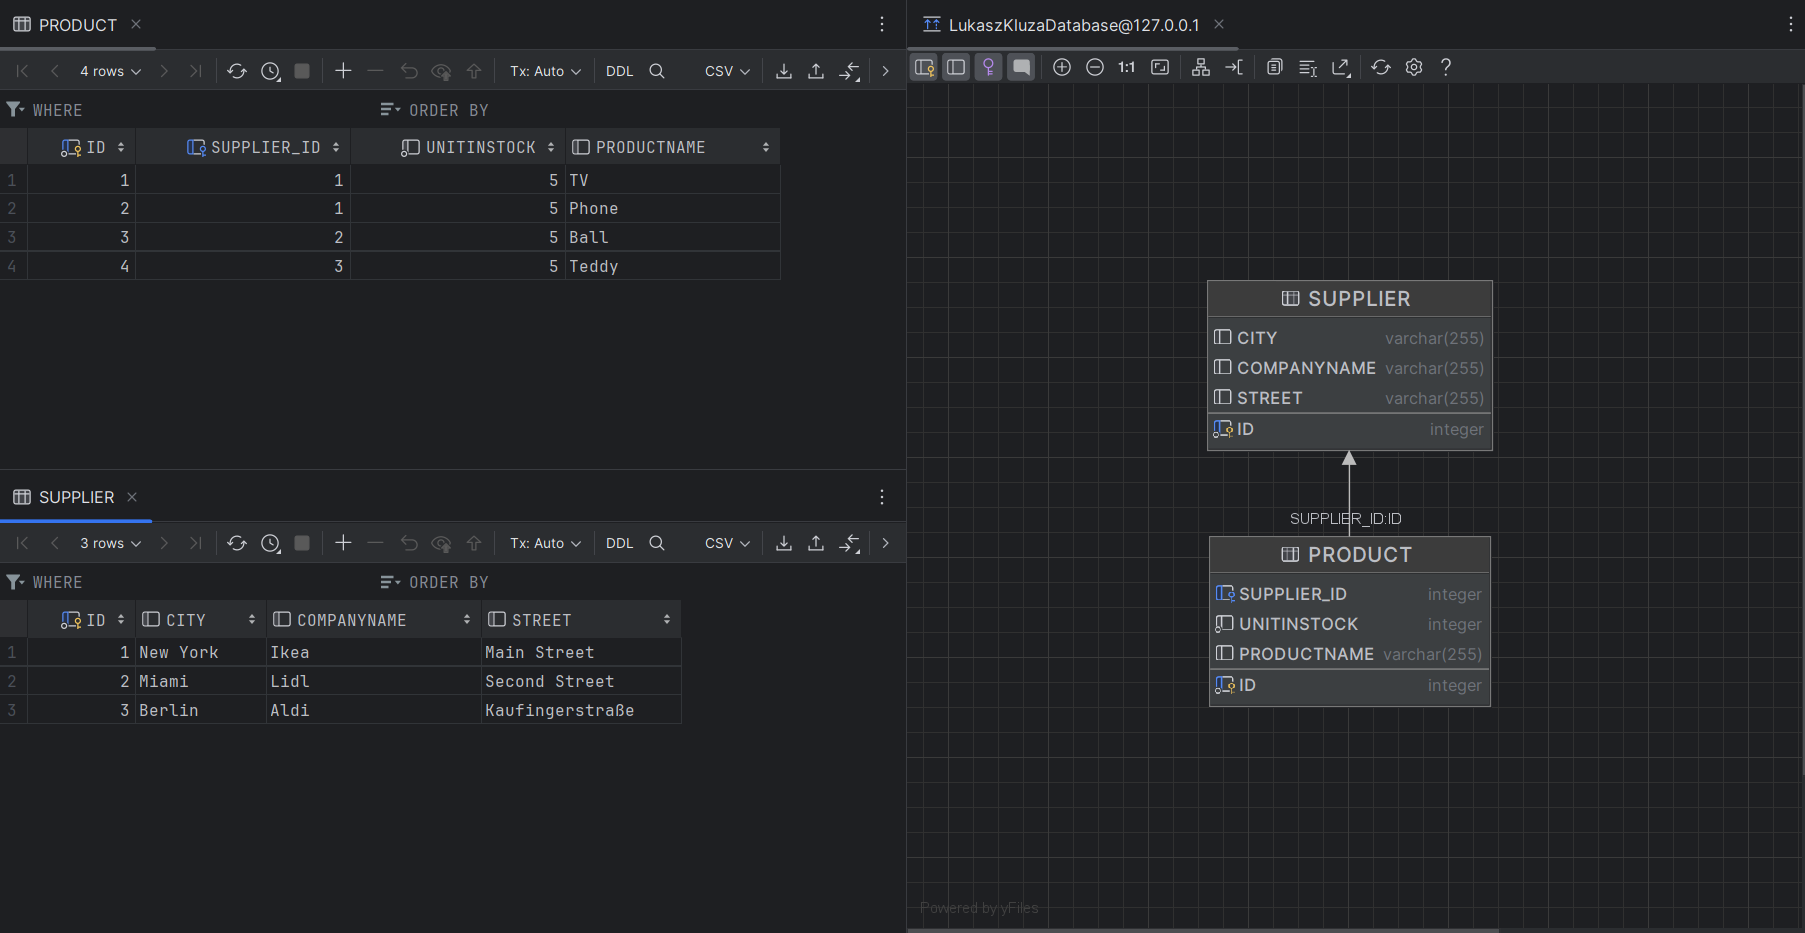 PRODUCT
4 rows Tx: Auto DDL CSV
WHERE ORDER BY
ID SUPPLIER_ID UNITINSTOCK PRODUCTNAME
1 1 1 5 TV
2 2 1 5 Phone
3 3 2 5 Ball
4 4 3 5 Teddy
SUPPLIER
3 rows Tx: Auto DDL CSV
WHERE ORDER BY
ID CITY COMPANYNAME STREET
1 1 New York Ikea Main Street
2 2 Miami Lidl Second Street
3 3 Berlin Aldi Kaufingerstraße
LukaszKluzaDatabase@127.0.0.1
1:1 ?
SUPPLIER
CITY varchar(255)
COMPANYNAME varchar(255)
STREET varchar(255)
ID integer
SUPPLIER_ID:ID
PRODUCT
SUPPLIER_ID integer
UNITINSTOCK integer
PRODUCTNAME varchar(255)
ID integer
Powered by yFiles